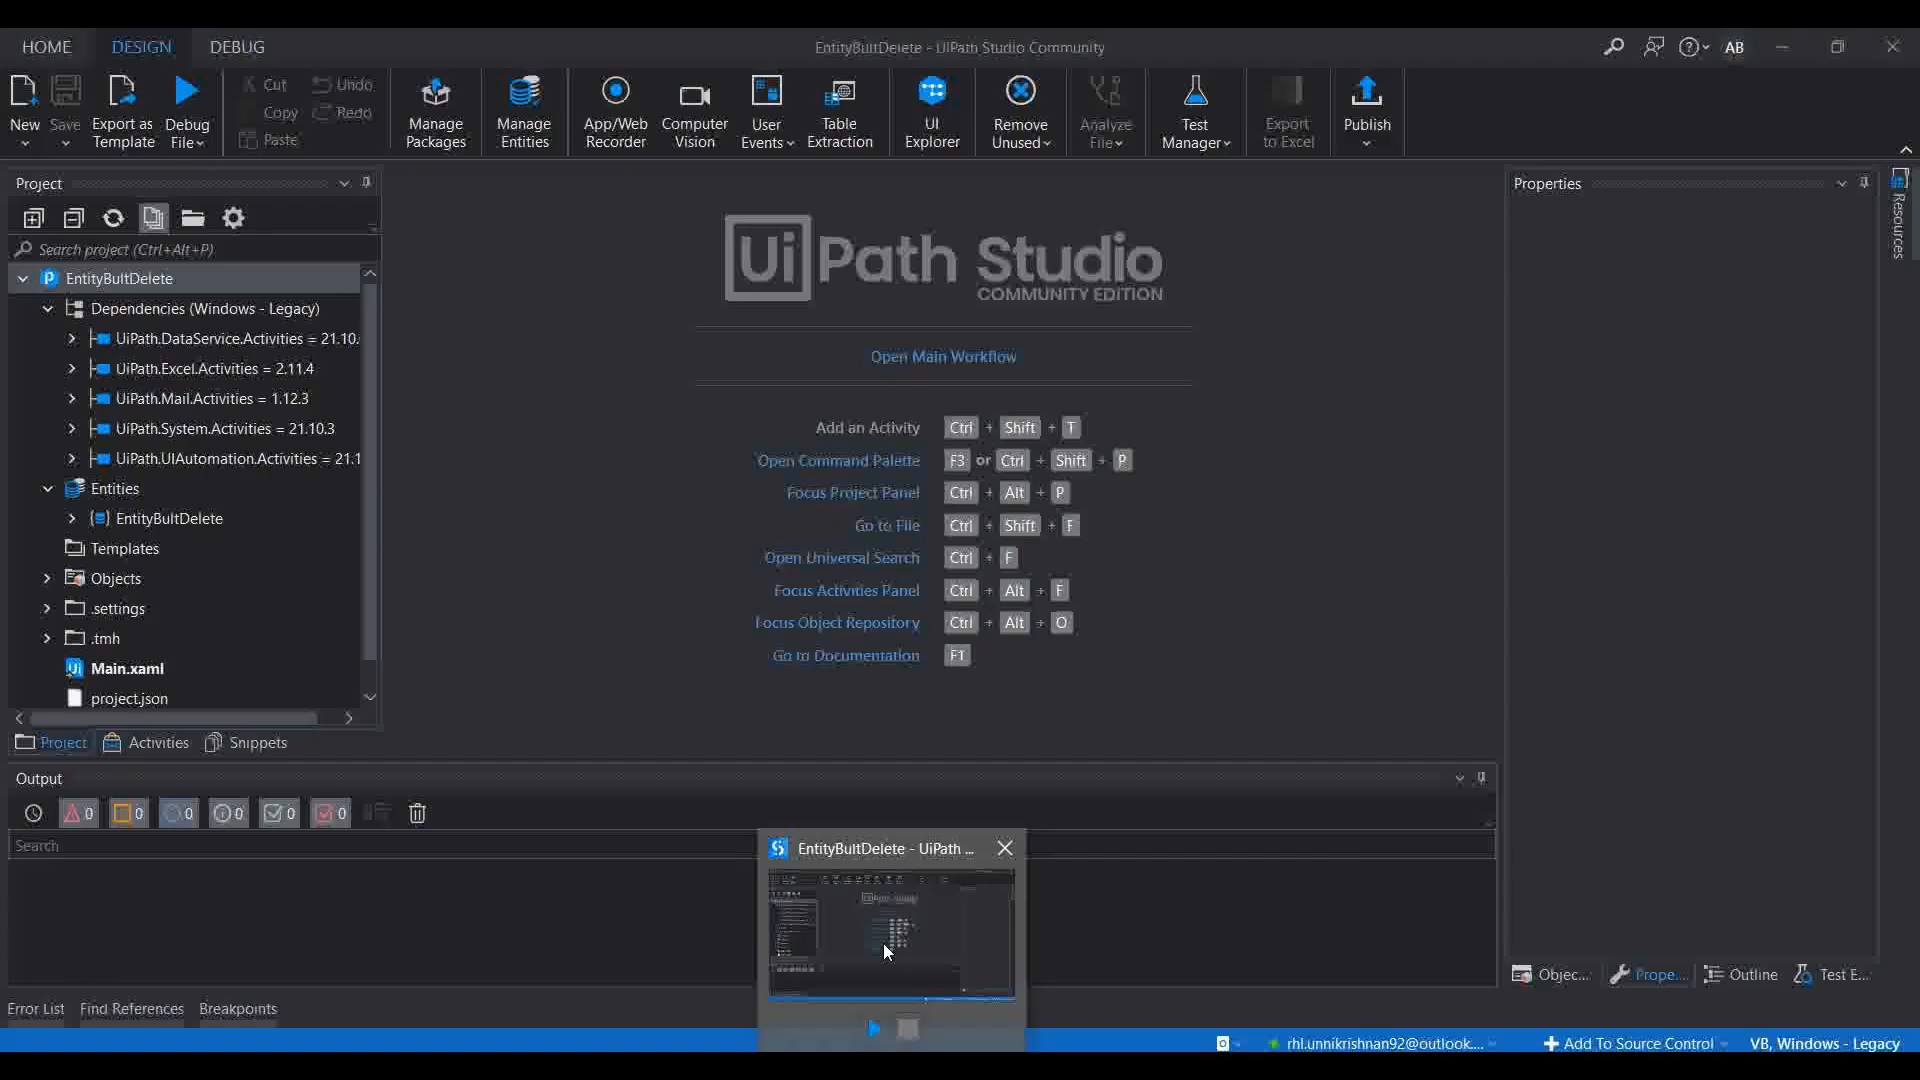 HOME DESIGN DEBUG EntityBultDelete - UiPath Studio Community AB
New Save Export as Template Debug File Cut Copy Paste Undo Redo Manage Packages Manage Entities App/Web Recorder Computer Vision User Events Table Extraction UI Explorer Remove Unused Analyze File Test Manager Export to Excel Publish
Project
Search project (Ctrl+Alt+P)
EntityBultDelete
Dependencies (Windows - Legacy)
UiPath.DataService.Activities = 21.10.
UiPath.Excel.Activities = 2.11.4
UiPath.Mail.Activities = 1.12.3
UiPath.System.Activities = 21.10.3
UiPath.UIAutomation.Activities = 21.1
Entities
EntityBultDelete
Templates
Objects
.settings
.tmh
Main.xaml
project.json
Project Activities Snippets
UiPath Studio
COMMUNITY EDITION
Open Main Workflow
Add an Activity Ctrl + Shift + T
Open Command Palette F3 or Ctrl + Shift + P
Focus Project Panel Ctrl + Alt + P
Go to File Ctrl + Shift + F
Open Universal Search Ctrl + F
Focus Activities Panel Ctrl + Alt + F
Focus Object Repository Ctrl + Alt + O
Go to Documentation F1
Properties
Resources
Output
0 0 0 0 0 0
Search
EntityBultDelete - UiPath ...
Objec... Prope... Outline Test E...
Error List Find References Breakpoints
rhl.unnikrishnan92@outlook.... Add To Source Control VB, Windows - Legacy